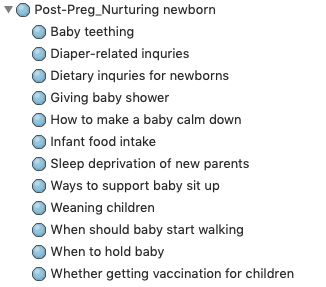 Post-Preg_Nurturing newborn
Baby teething
Diaper-related inquries
Dietary inquries for newborns
Giving baby shower
How to make a baby calm down
Infant food intake
Sleep deprivation of new parents
Ways to support baby sit up
Weaning children
When should baby start walking
When to hold baby
Whether getting vaccination for children